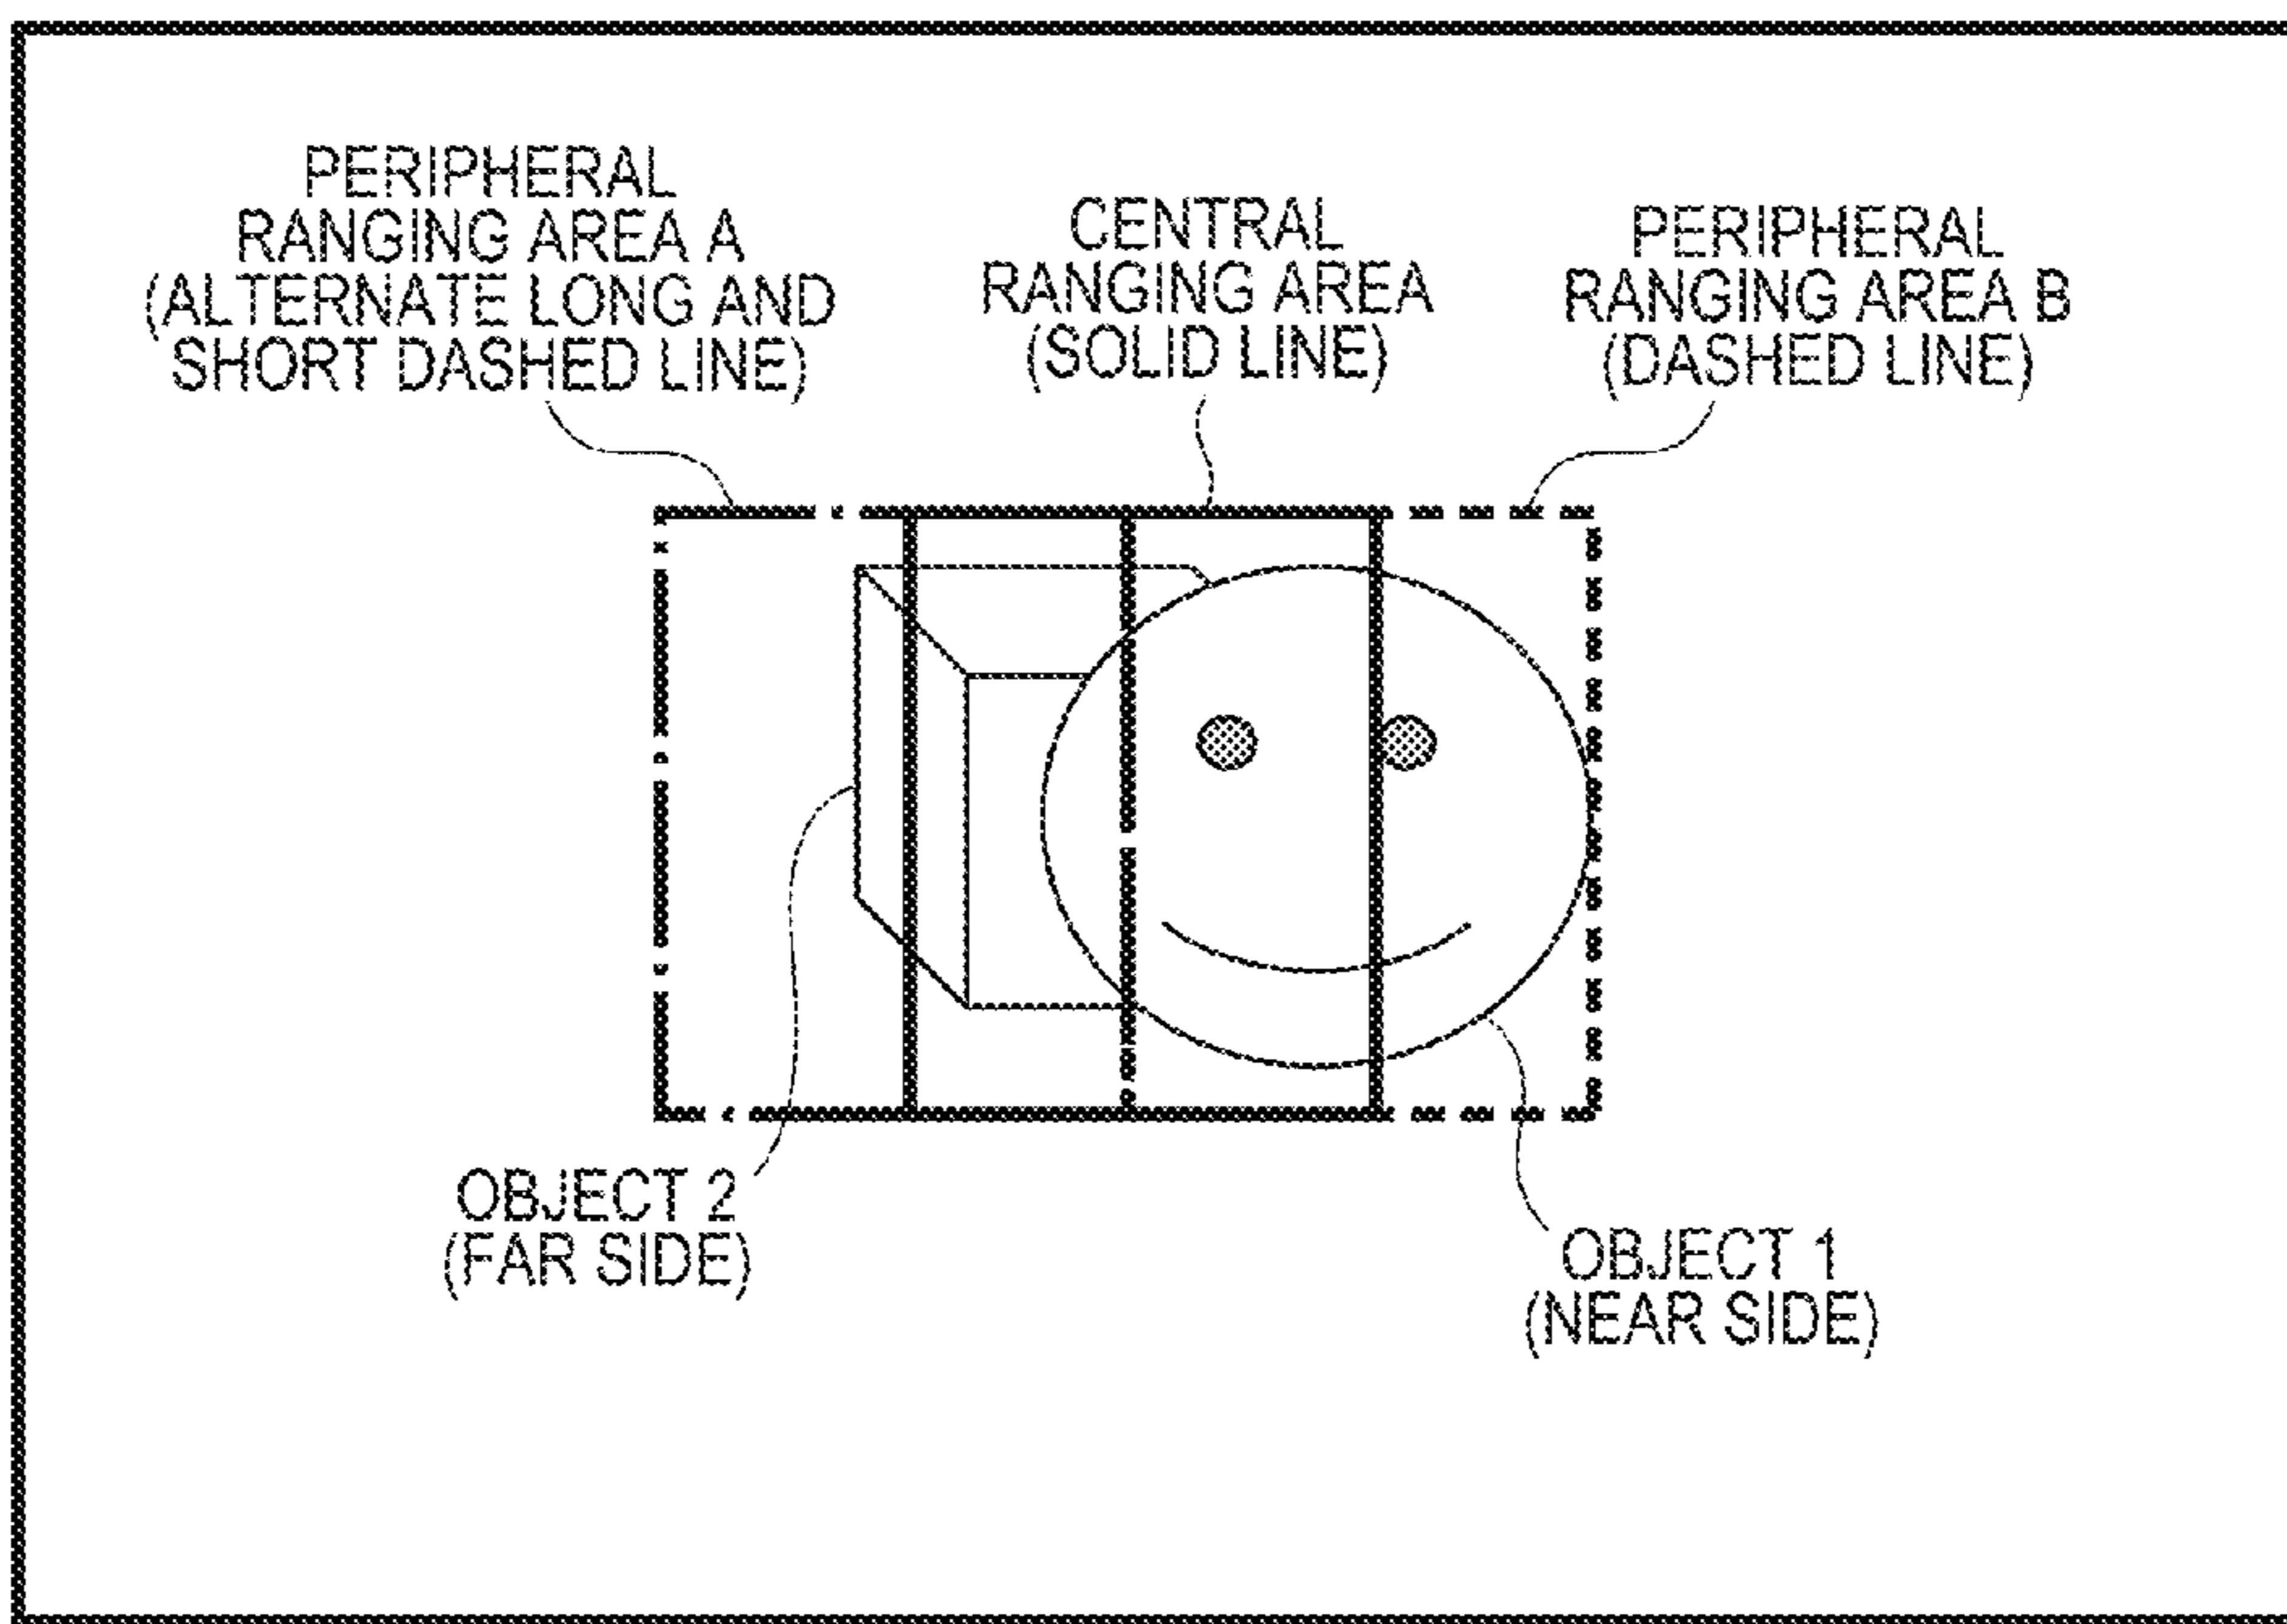 PERIPHERAL
RANGING AREA A
(ALTERNATE LONG AND
SHORT DASHED LINE)
CENTRAL
RANGING AREA
(SOLID LINE)
PERIPHERAL
RANGING AREA B
(DASHED LINE)
OBJECT 2
(FAR SIDE)
OBJECT 1
(NEAR SIDE)